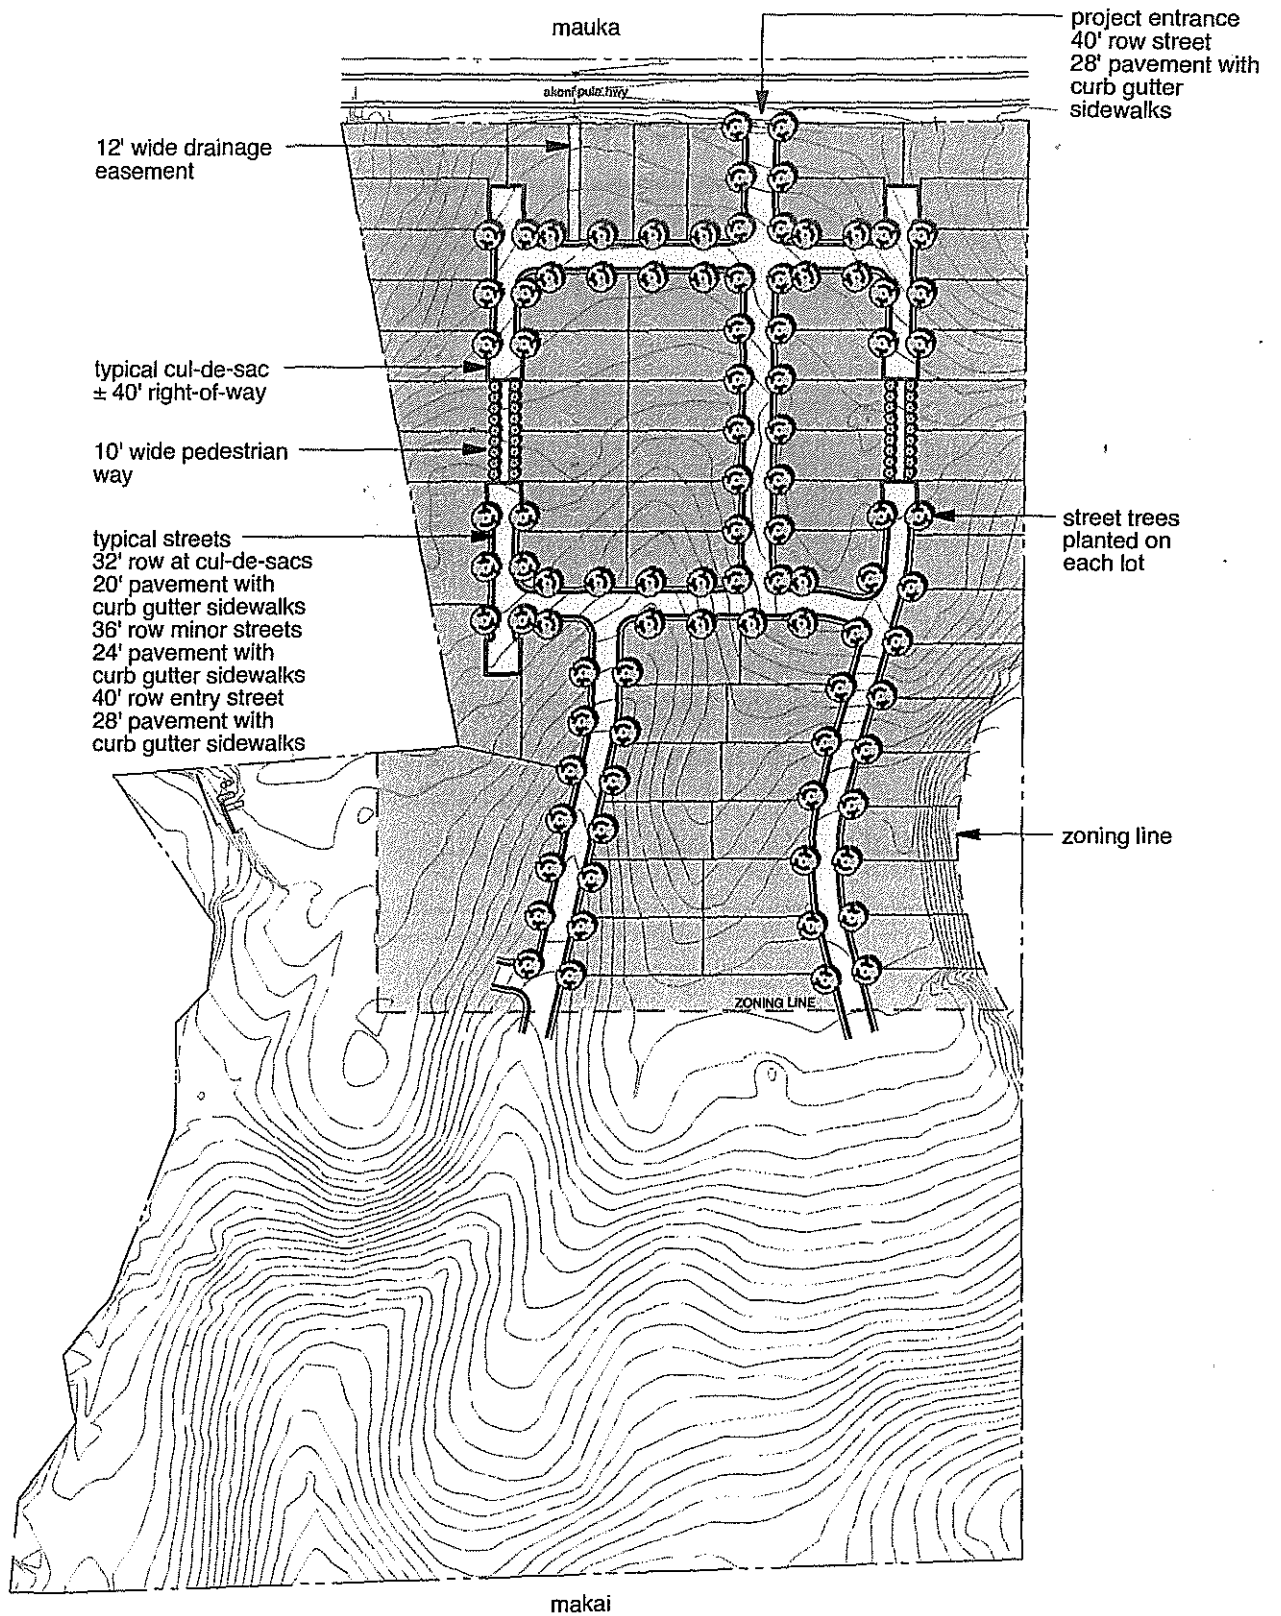 mauka
project entrance
40' row street
28' pavement with
curb gutter
sidewalks
akoni pule hwy
12' wide drainage
easement
typical cul-de-sac
± 40' right-of-way
10' wide pedestrian
way
typical streets
32' row at cul-de-sacs
20' pavement with
curb gutter sidewalks
36' row minor streets
24' pavement with
curb gutter sidewalks
40' row entry street
28' pavement with
curb gutter sidewalks
street trees
planted on
each lot
zoning line
ZONING LINE
makai